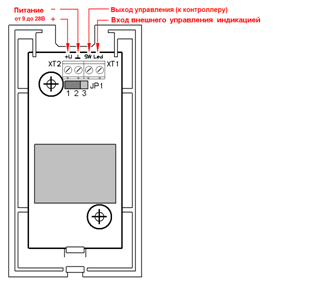 Питание − Выход управления (к контроллеру)
от 9 до 28В + Вход внешнего управления индикацией
+U ⊥ SW Led
XT2 XT1
JP1
1 2 3